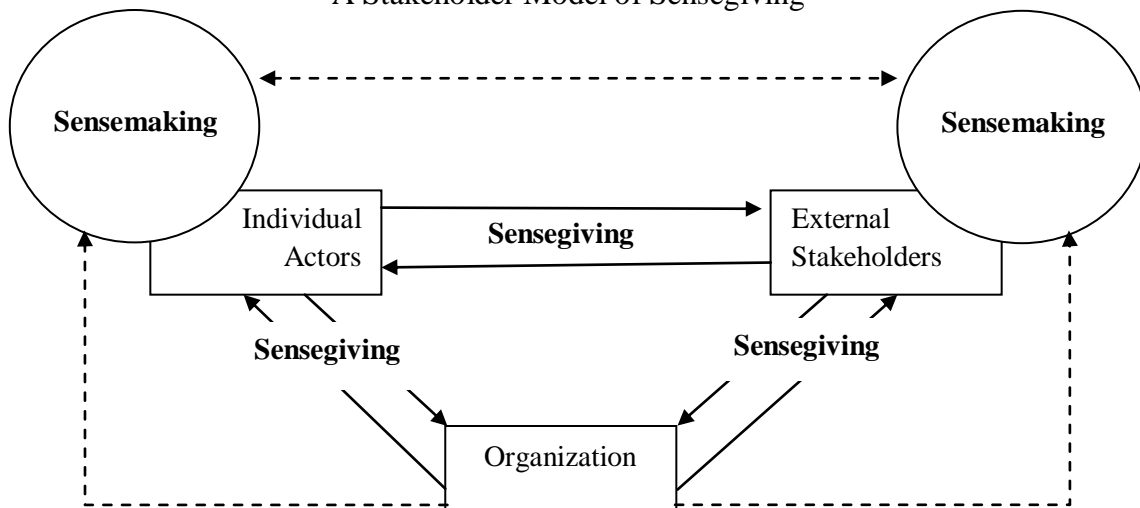 A Stakeholder Model of Sensegiving
Sensemaking
Sensemaking
Individual
Actors
Sensegiving
External
Stakeholders
Sensegiving
Sensegiving
Organization